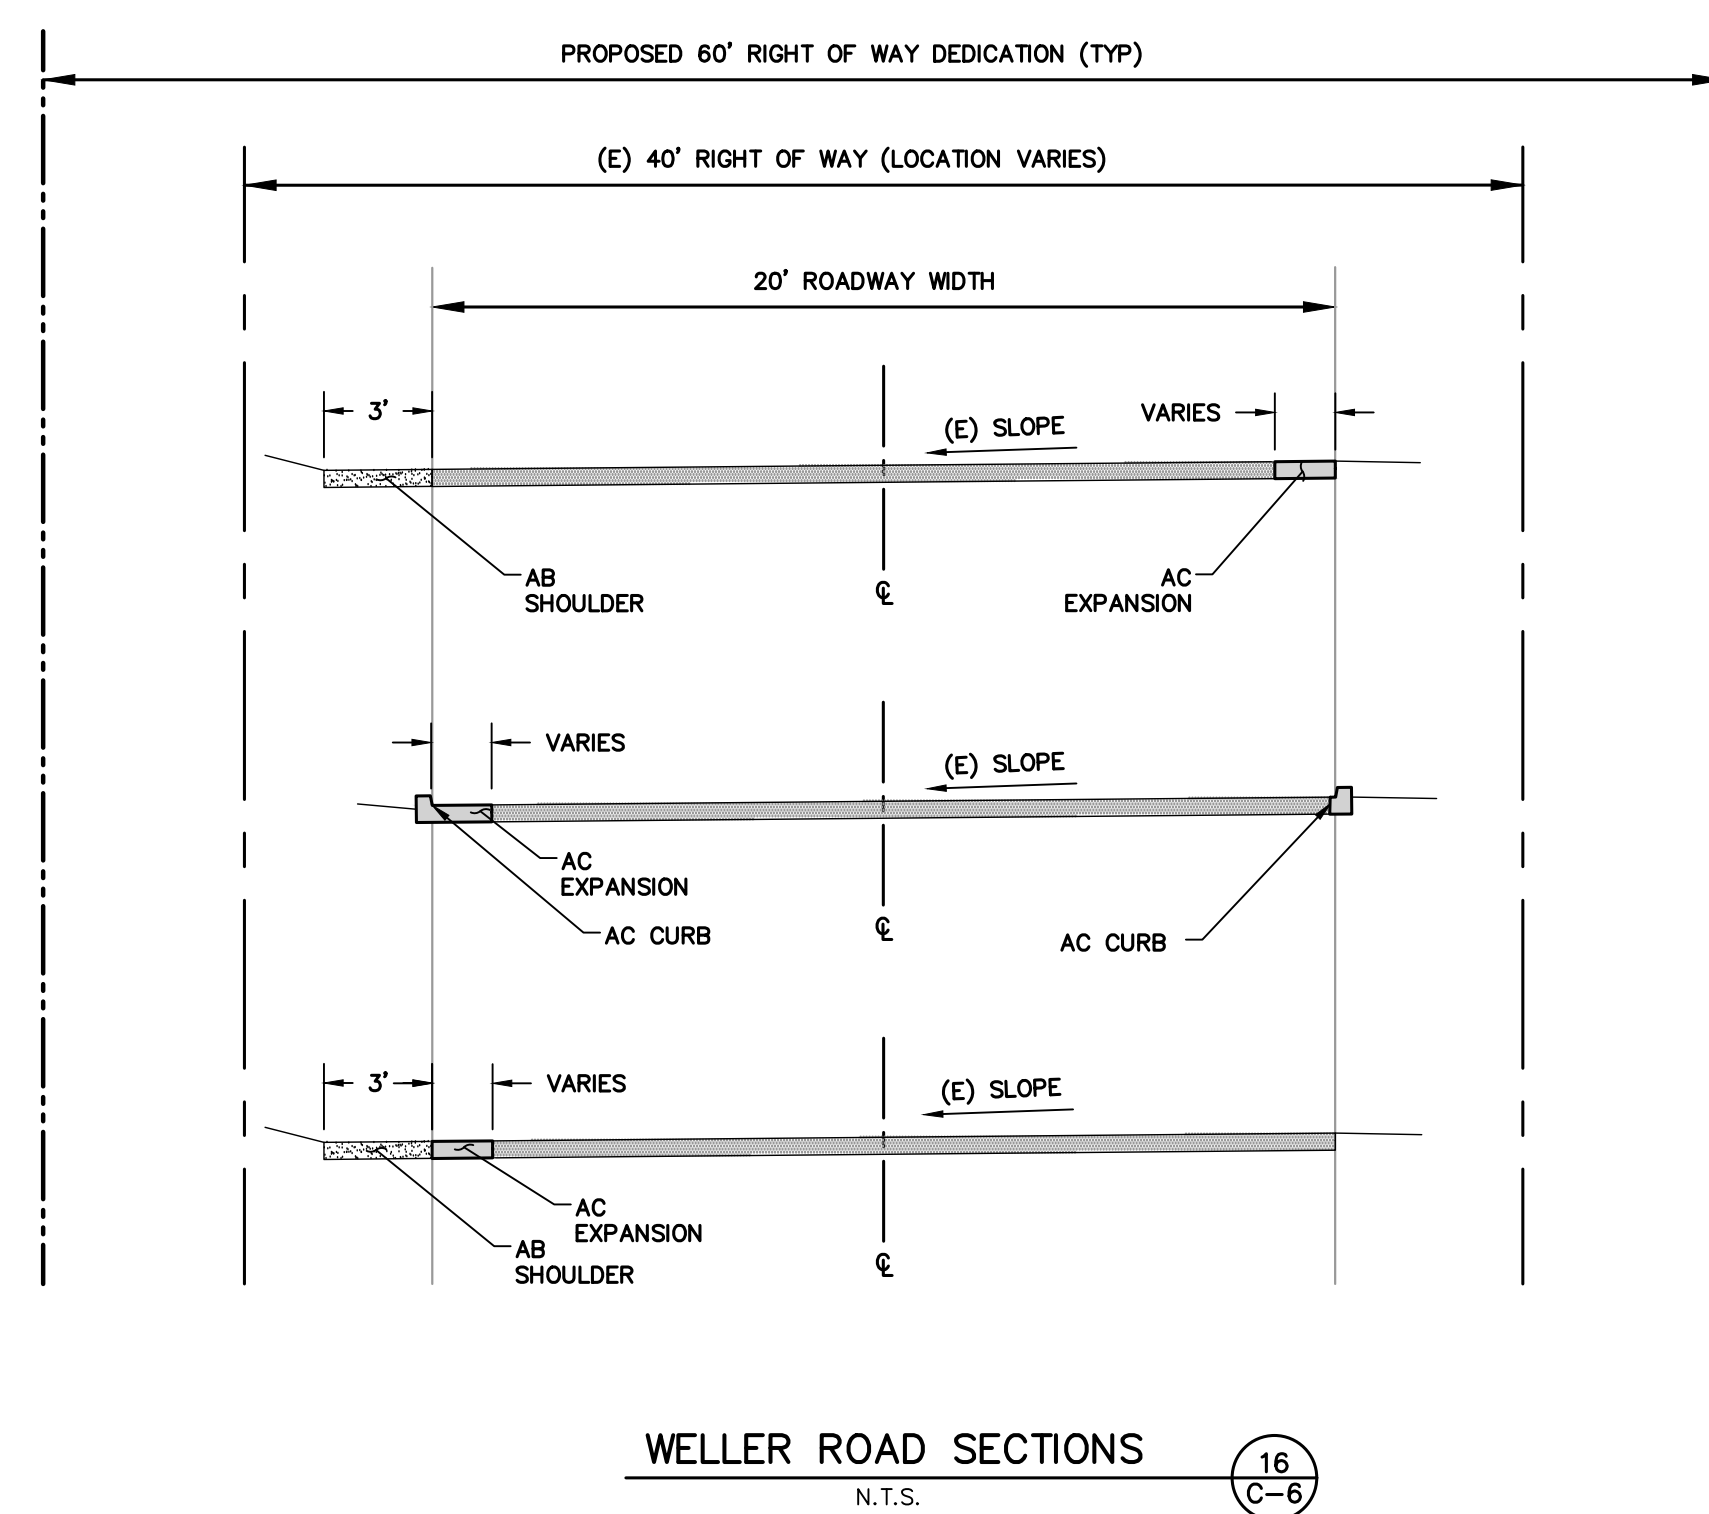 PROPOSED 60' RIGHT OF WAY DEDICATION (TYP)
(E) 40' RIGHT OF WAY (LOCATION VARIES)
20' ROADWAY WIDTH
3'
(E) SLOPE
VARIES
AB
SHOULDER
℄
AC
EXPANSION
VARIES
(E) SLOPE
AC
EXPANSION
AC CURB
℄
AC CURB
3'
VARIES
(E) SLOPE
AC
EXPANSION
AB
SHOULDER
℄
WELLER ROAD SECTIONS
N.T.S.
16
C-6